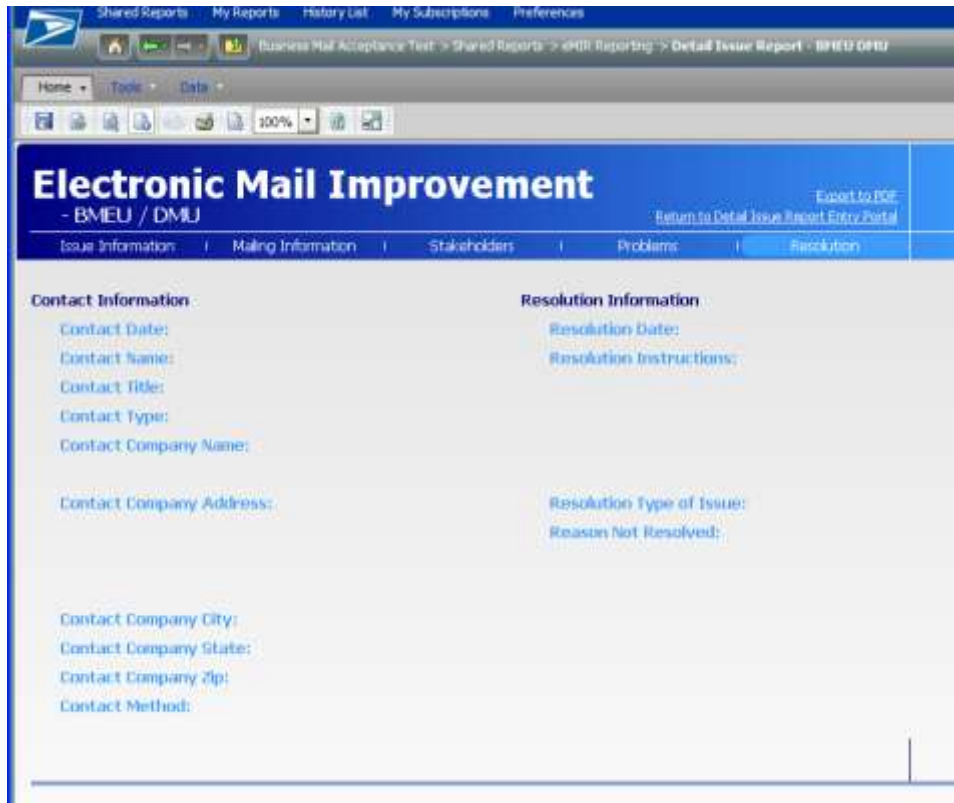 Shared Reports My Reports History List My Subscriptions Preferences
Business Mail Acceptance Test > Shared Reports > eMIR Reporting > Detail Issue Report - BMEU DMU
Home Tools Data
100%
Electronic Mail Improvement
- BMEU / DMU
Export to PDF
Return to Detail Issue Report Entry Portal
Issue Information | Mailing Information | Stakeholders | Problems | Resolution
Contact Information Resolution Information
Contact Date: Resolution Date:
Contact Name: Resolution Instructions:
Contact Title:
Contact Type:
Contact Company Name:
Contact Company Address: Resolution Type of Issue:
Reason Not Resolved:
Contact Company City:
Contact Company State:
Contact Company Zip:
Contact Method: